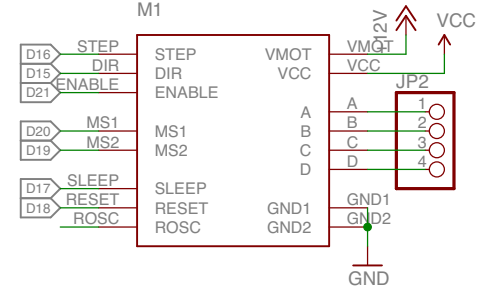 M1
+12V
VCC
D16 STEP STEP VMOT VMOT
D15 DIR DIR VCC VCC
D21 ENABLE ENABLE
JP2
A A 1
D20 MS1 MS1 B B 2
D19 MS2 MS2 C C 3
D D 4
D17 SLEEP SLEEP
D18 RESET RESET GND1 GND1
ROSC ROSC GND2 GND2
GND